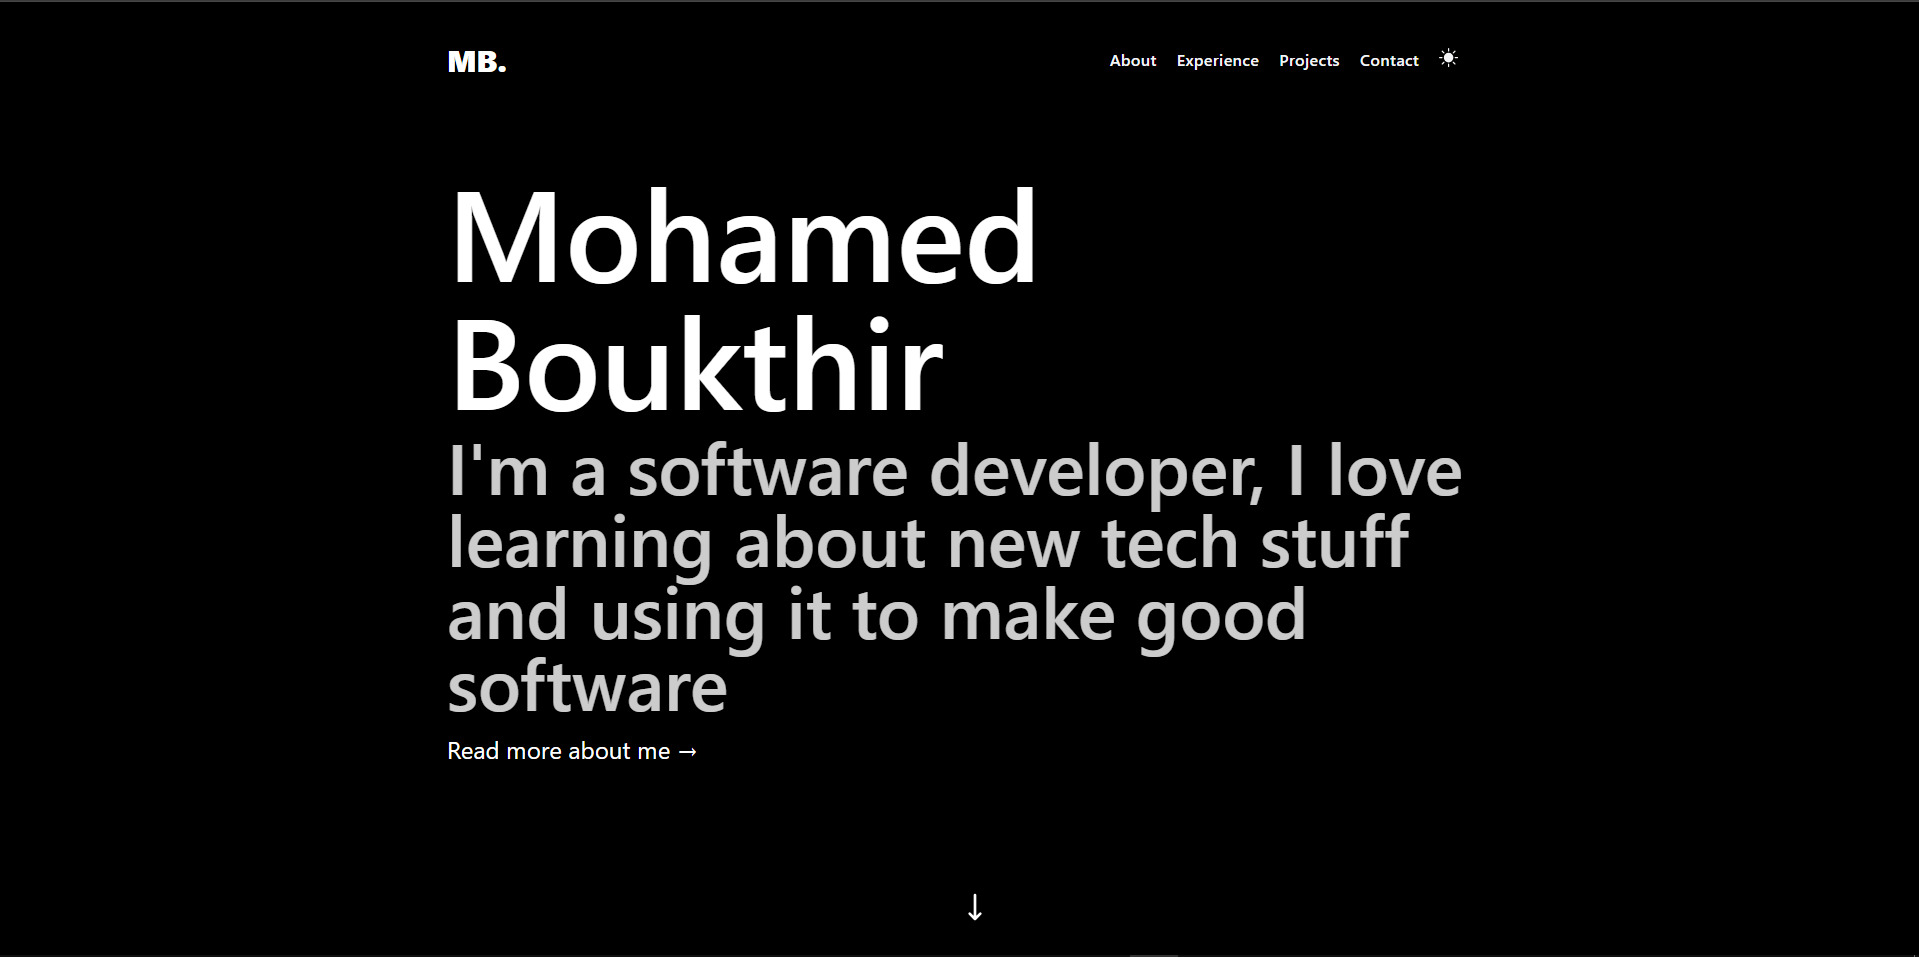 MB.
About Experience Projects Contact
Mohamed
Boukthir
I'm a software developer, I love
learning about new tech stuff
and using it to make good
software
Read more about me →